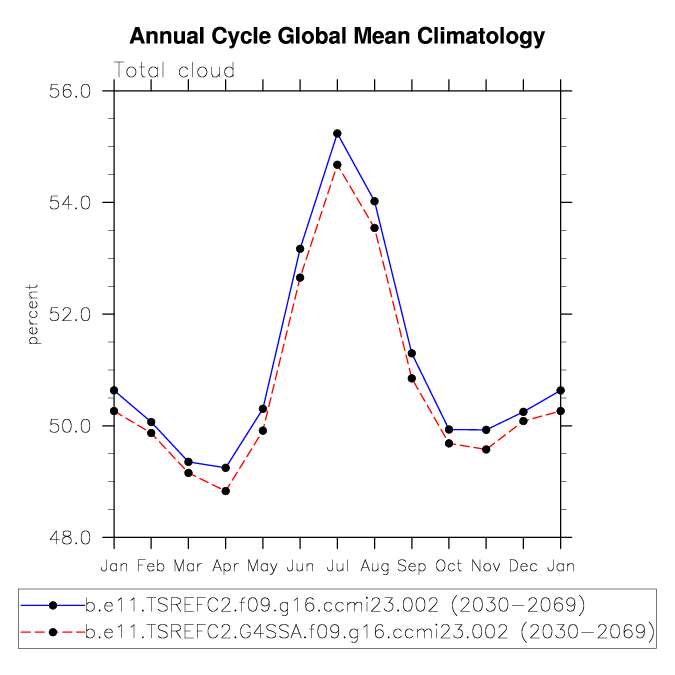 Annual Cycle Global Mean Climatology
Total cloud
56.0
54.0
52.0
50.0
48.0
percent
Jan Feb Mar Apr May Jun Jul Aug Sep Oct Nov Dec Jan
b.e11.TSREFC2.f09.g16.ccmi23.002 (2030-2069)
b.e11.TSREFC2.G4SSA.f09.g16.ccmi23.002 (2030-2069)